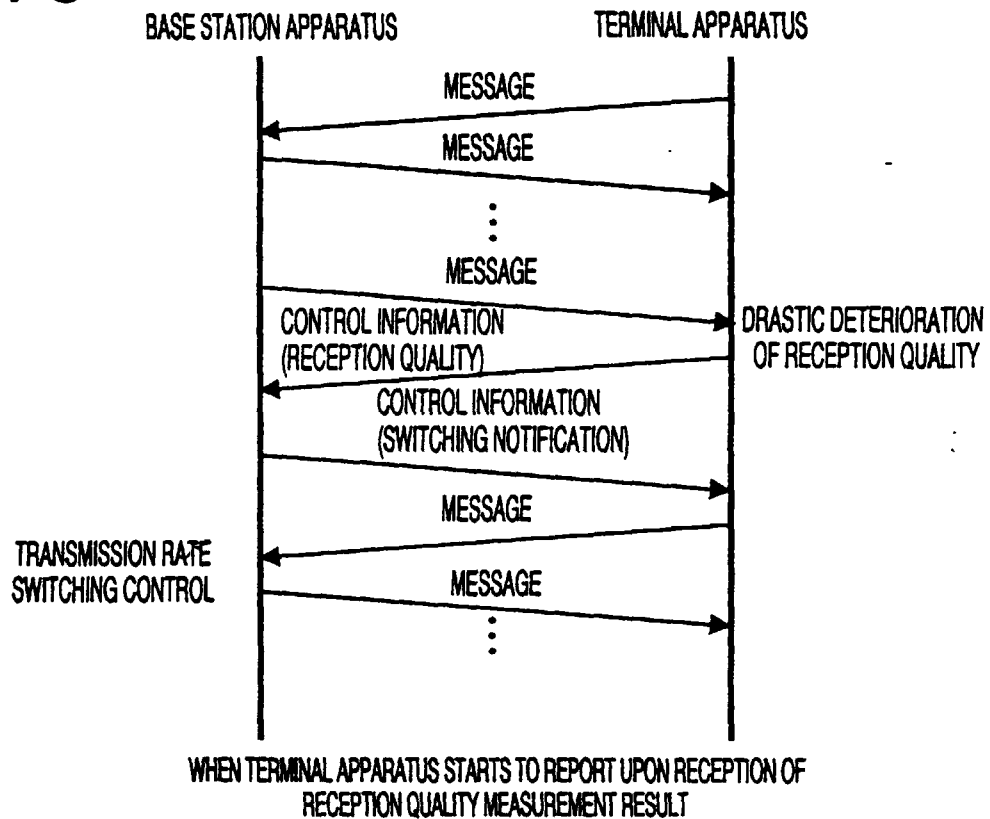 BASE STATION APPARATUS
TERMINAL APPARATUS
MESSAGE
MESSAGE
MESSAGE
CONTROL INFORMATION
(RECEPTION QUALITY)
DRASTIC DETERIORATION
OF RECEPTION QUALITY
CONTROL INFORMATION
(SWITCHING NOTIFICATION)
MESSAGE
TRANSMISSION RATE
SWITCHING CONTROL
MESSAGE
WHEN TERMINAL APPARATUS STARTS TO REPORT UPON RECEPTION OF
RECEPTION QUALITY MEASUREMENT RESULT